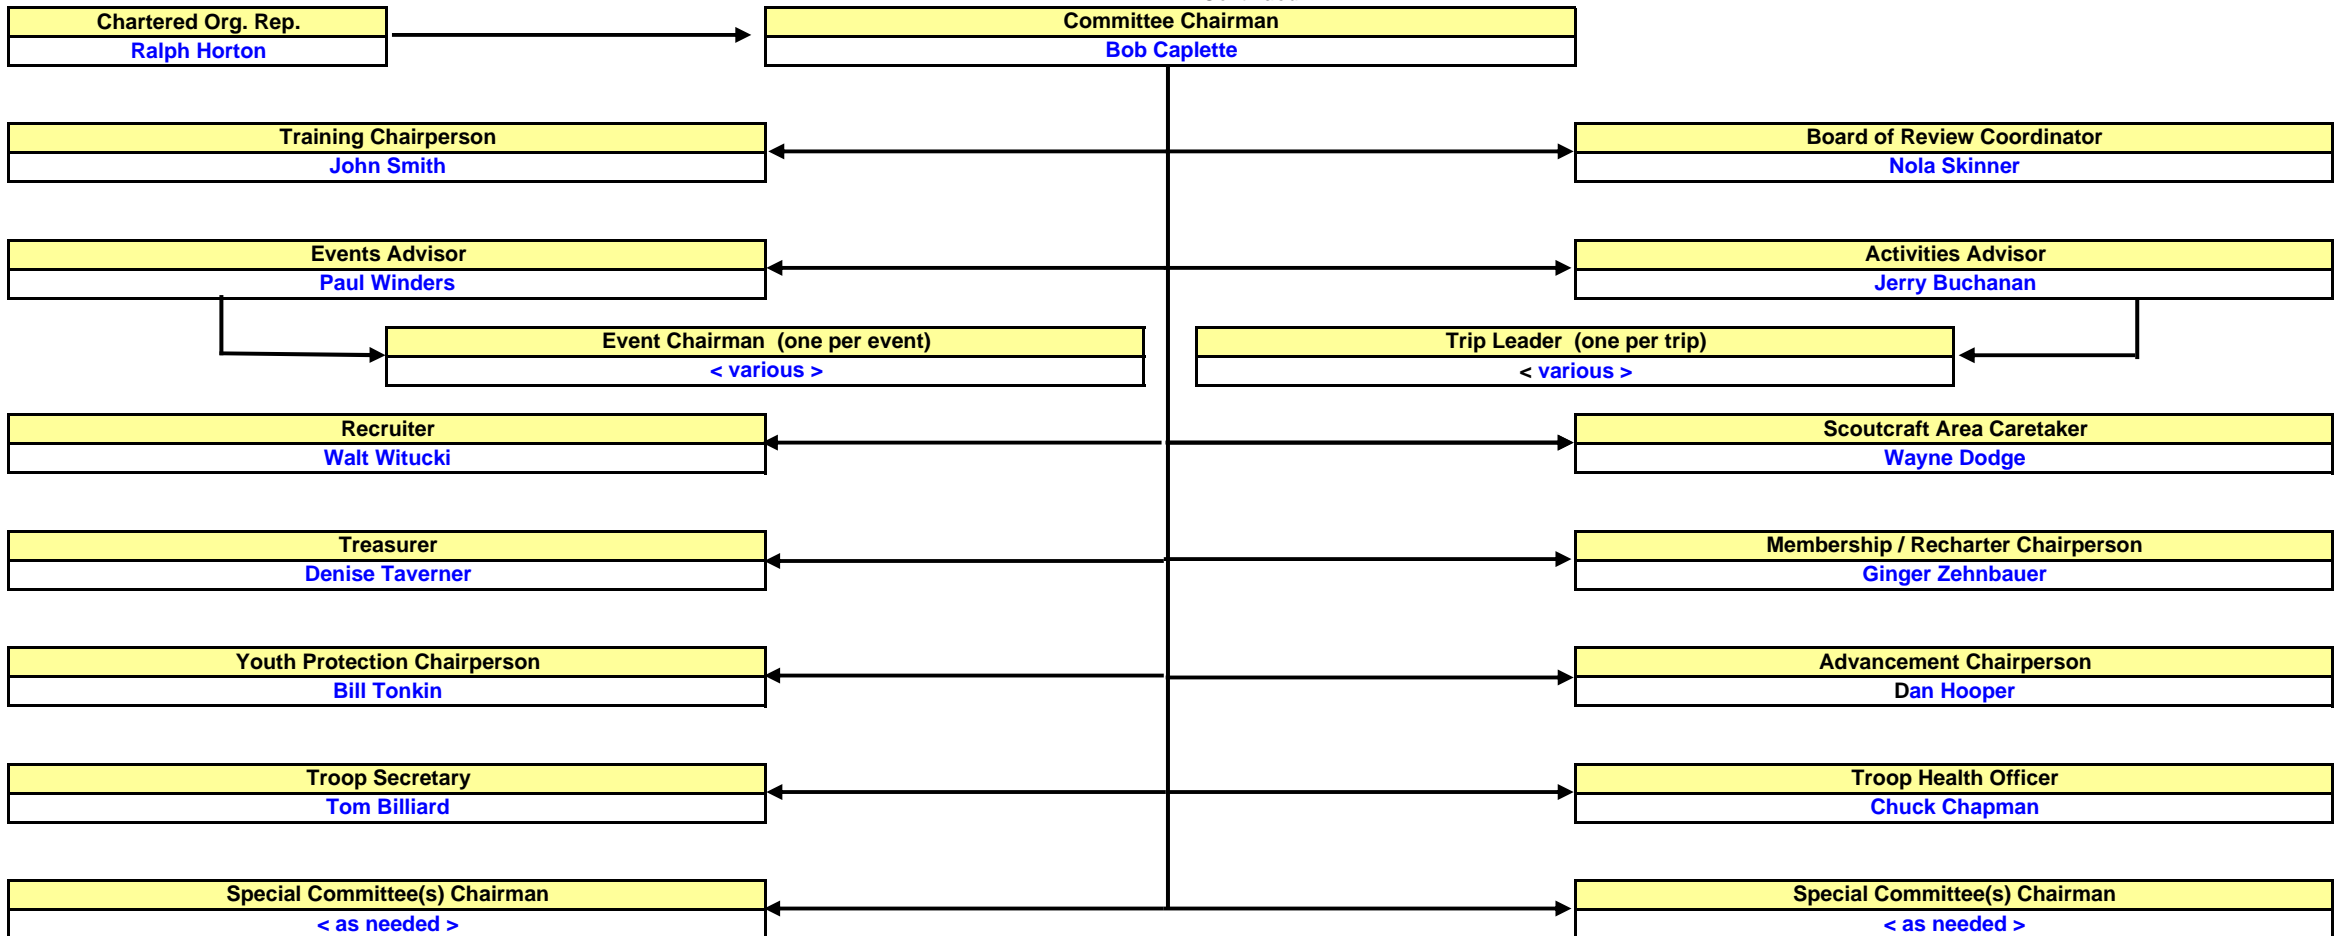 Chartered Org. Rep.
Committee Chairman
Ralph Horton
Bob Caplette
Training Chairperson
Board of Review Coordinator
John Smith
Nola Skinner
Events Advisor
Activities Advisor
Paul Winders
Jerry Buchanan
Event Chairman (one per event)
Trip Leader (one per trip)
< various >
< various >
Recruiter
Scoutcraft Area Caretaker
Walt Witucki
Wayne Dodge
Treasurer
Membership / Recharter Chairperson
Denise Taverner
Ginger Zehnbauer
Youth Protection Chairperson
Advancement Chairperson
Bill Tonkin
Dan Hooper
Troop Secretary
Troop Health Officer
Tom Billiard
Chuck Chapman
Special Committee(s) Chairman
Special Committee(s) Chairman
< as needed >
< as needed >